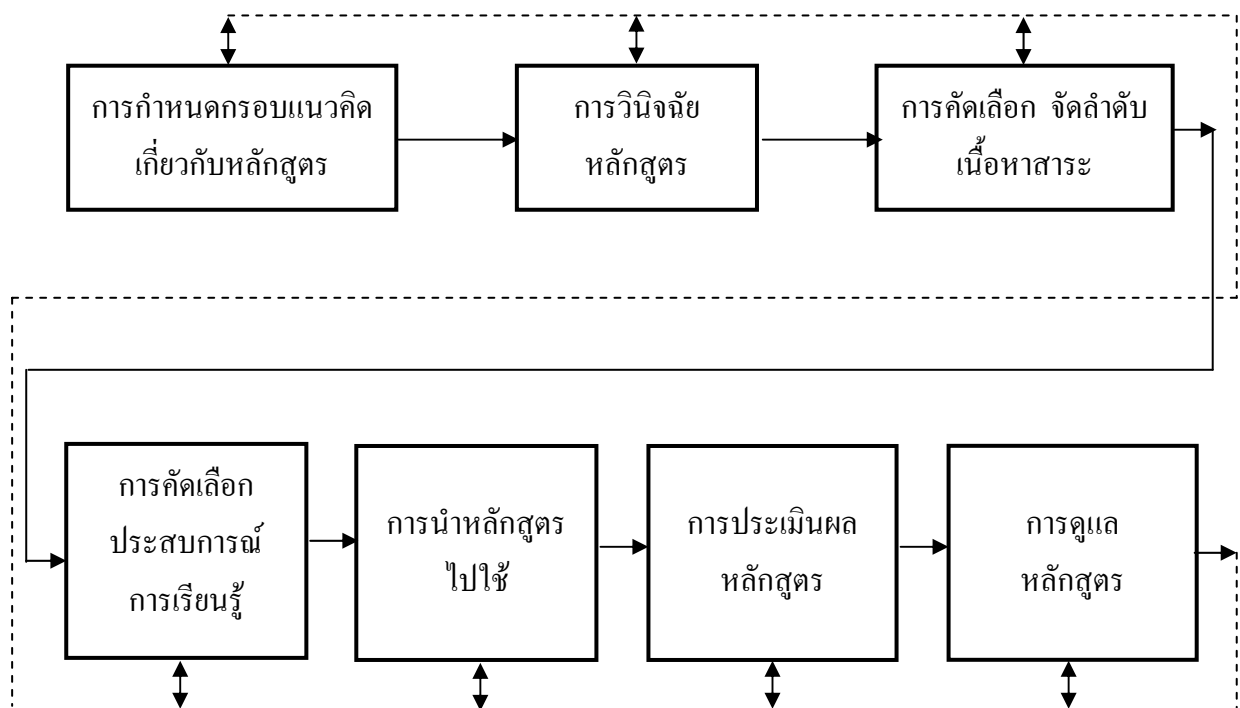 การกำหนดกรอบแนวคิด
เกี่ยวกับหลักสูตร
การวินิจฉัย
หลักสูตร
การคัดเลือก จัดลำดับ
เนื้อหาสาระ
การคัดเลือก
ประสบการณ์
การเรียนรู้
การนำหลักสูตร
ไปใช้
การประเมินผล
หลักสูตร
การดูแล
หลักสูตร